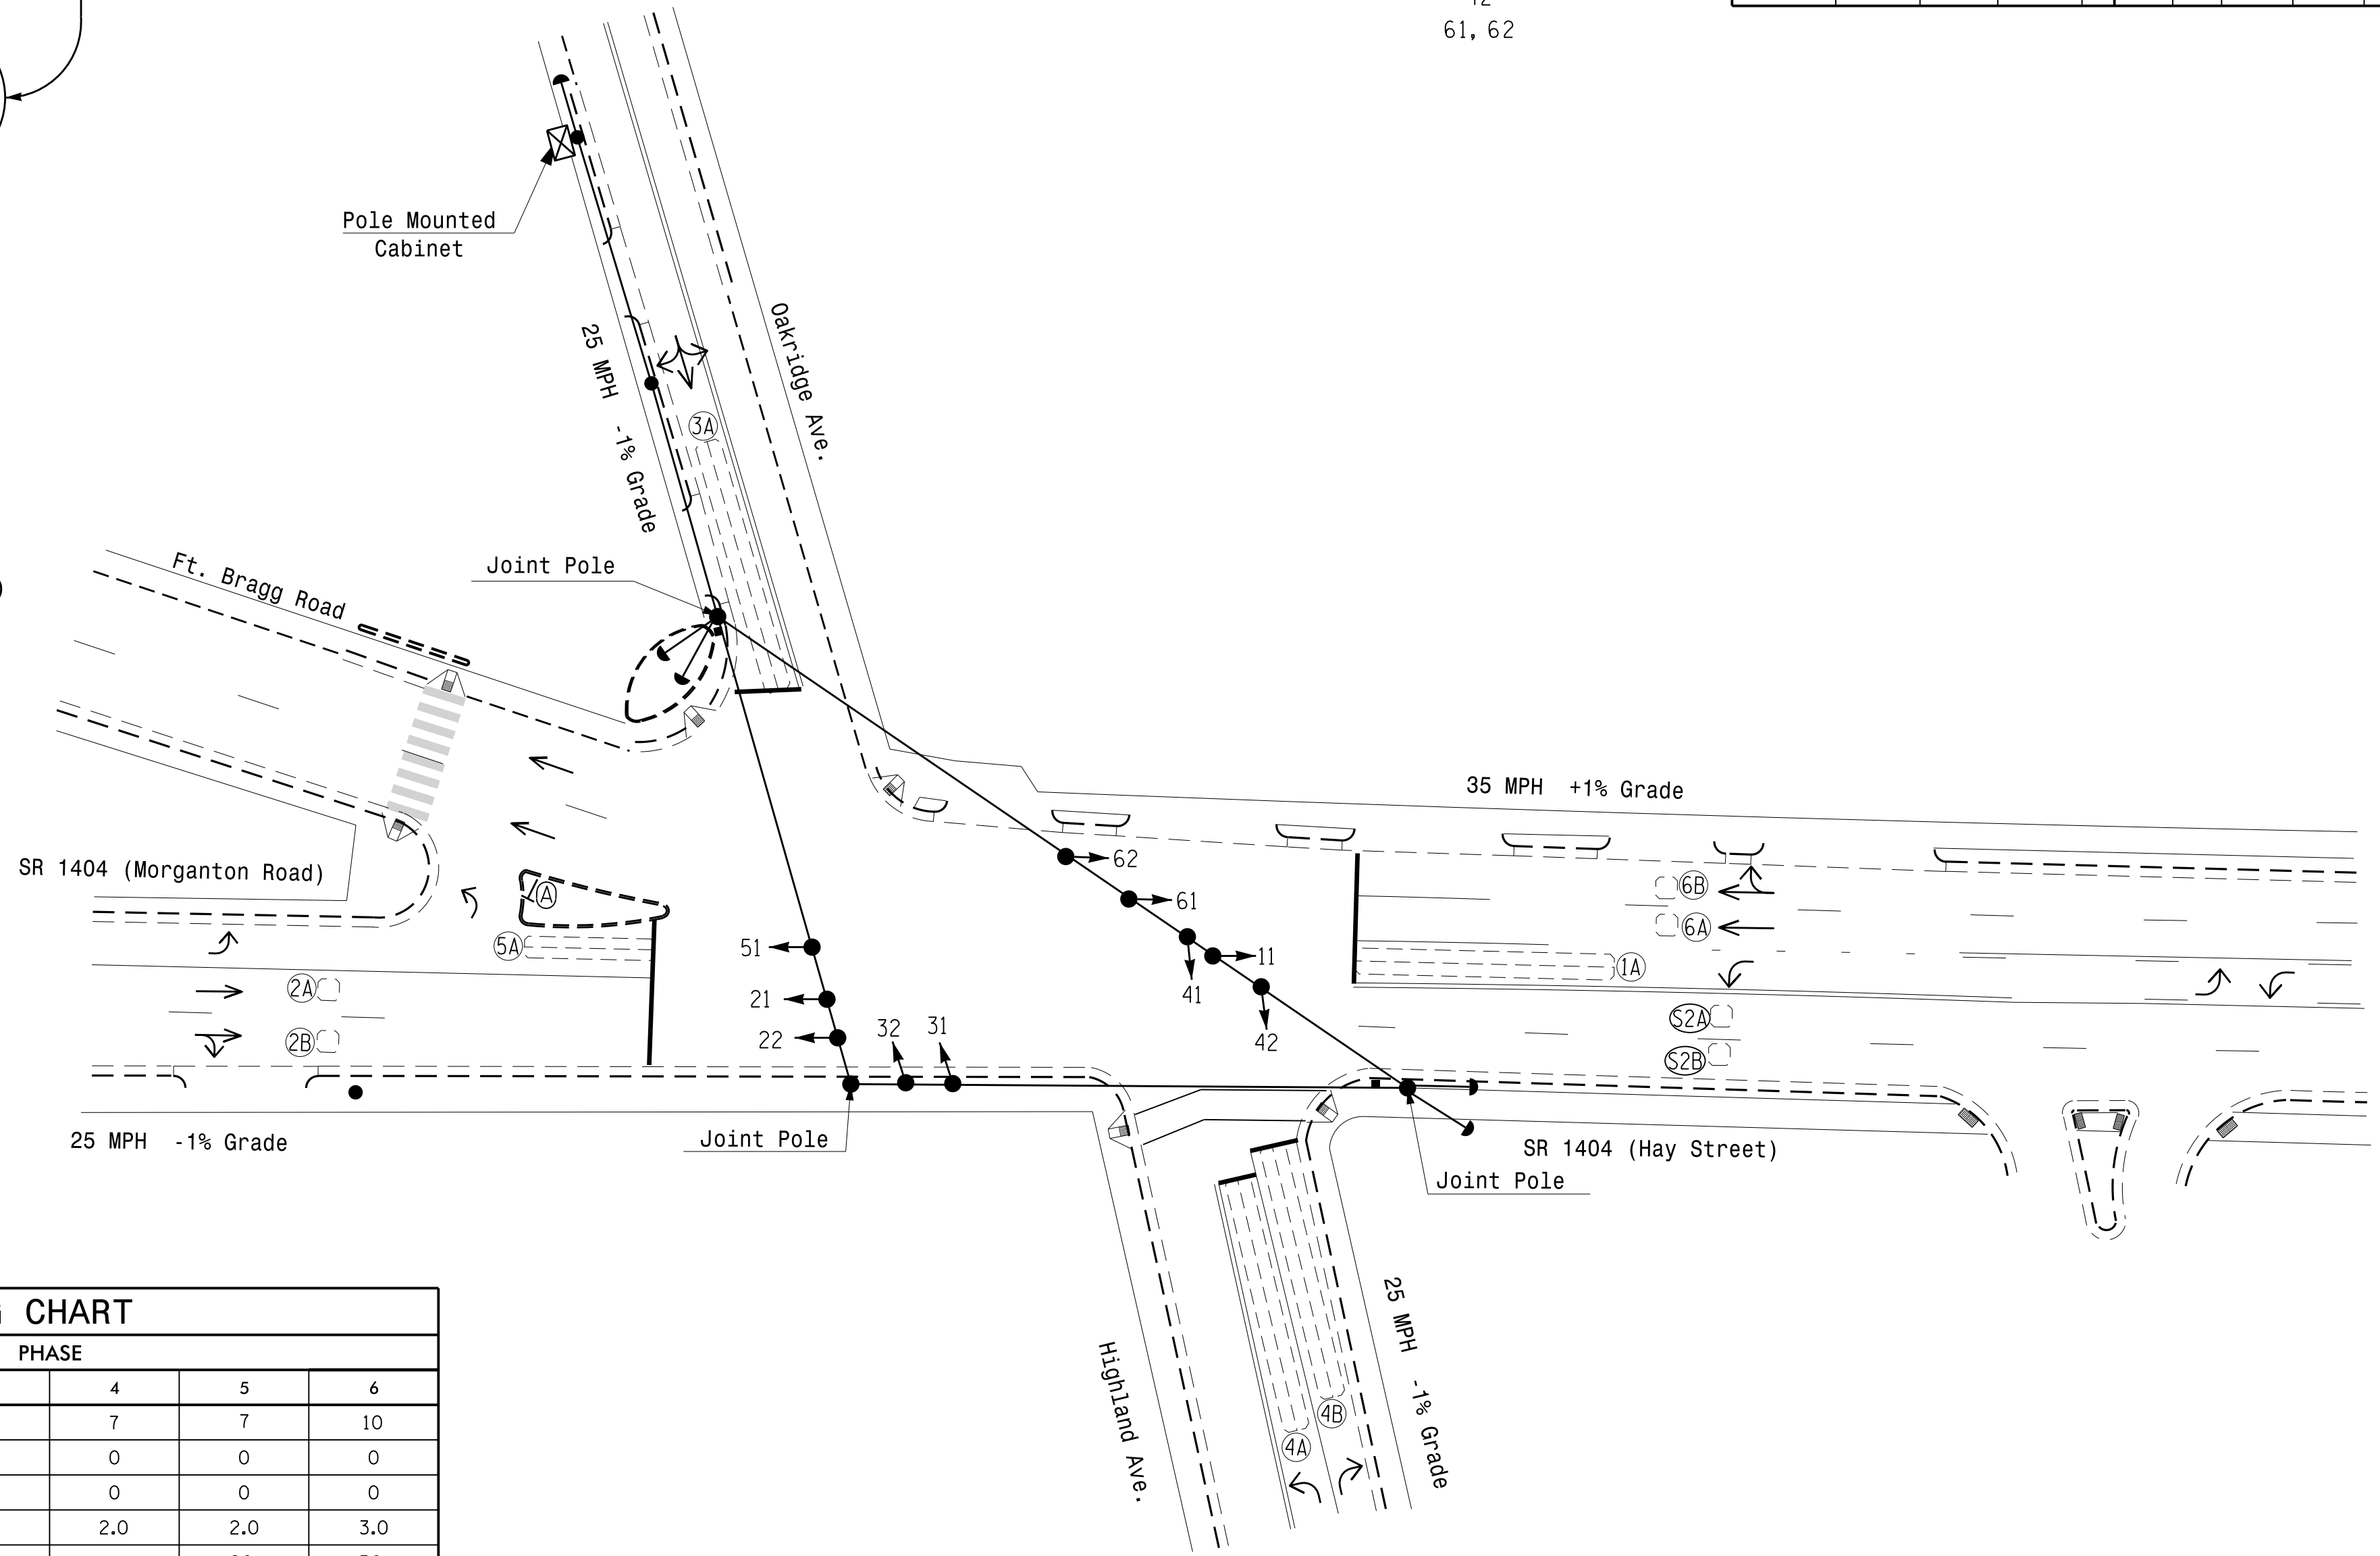 61, 62
Pole Mounted
Cabinet
25 MPH -1% Grade
Oakridge Ave.
3A
Joint Pole
Ft. Bragg Road
35 MPH +1% Grade
SR 1404 (Morganton Road)
A
5A
2A
2B
51
21
22
32
31
62
61
11
41
42
6B
6A
1A
S2A
S2B
25 MPH -1% Grade
Joint Pole
SR 1404 (Hay Street)
Joint Pole
Highland Ave.
25 MPH -1% Grade
4B
4A
CHART
PHASE
4 5 6
7 7 10
0 0 0
0 0 0
2.0 2.0 3.0